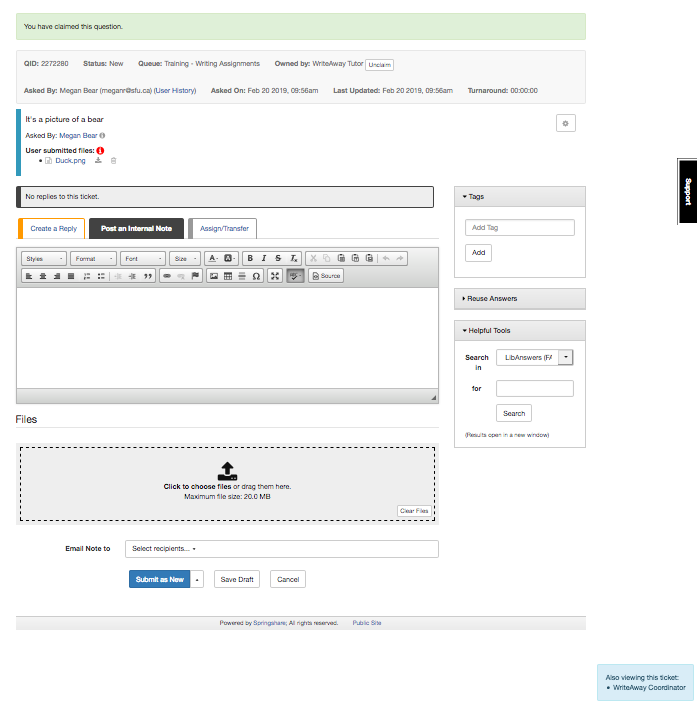 You have claimed this question.
QID: 2272280 Status: New Queue: Training - Writing Assignments Owned by: WriteAway Tutor Unclaim
Asked By: Megan Bear (meganr@sfu.ca) (User History) Asked On: Feb 20 2019, 09:56am Last Updated: Feb 20 2019, 09:56am Turnaround: 00:00:00
It's a picture of a bear
Asked By: Megan Bear
User submitted files:
Duck.png
Support
No replies to this ticket.
Create a Reply Post an Internal Note Assign/Transfer
Styles Format Font Size
Source
Files
Click to choose files or drag them here.
Maximum file size: 20.0 MB
Clear Files
Email Note to Select recipients...
Submit as New Save Draft Cancel
Tags
Add Tag
Add
Reuse Answers
Helpful Tools
Search in LibAnswers (FA
for
Search
(Results open in a new window)
Powered by Springshare; All rights reserved. Public Site
Also viewing this ticket:
• WriteAway Coordinator